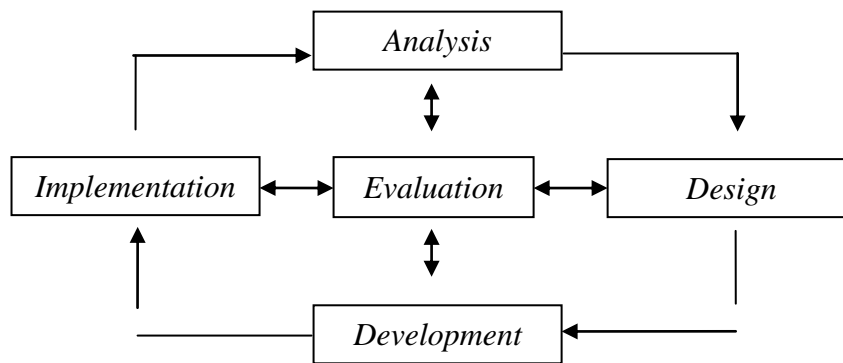 Analysis
Implementation
Evaluation
Design
Development